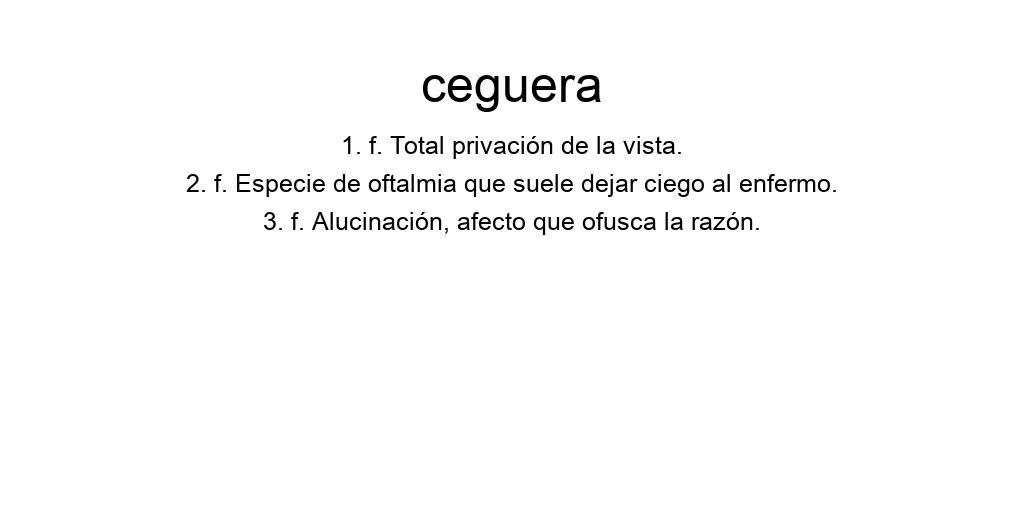 ceguera
1. f. Total privación de la vista.
2. f. Especie de oftalmia que suele dejar ciego al enfermo.
3. f. Alucinación, afecto que ofusca la razón.